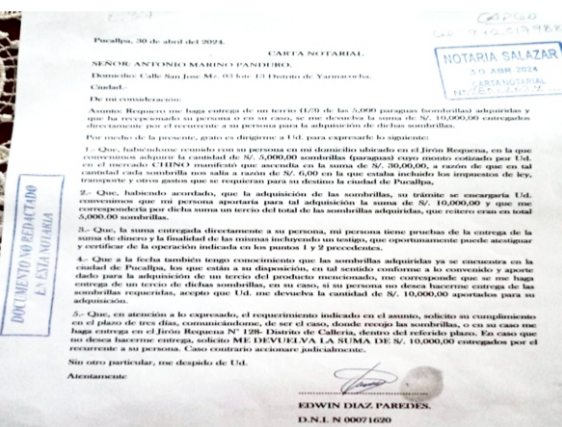 Pucallpa, 30 de abril del 2024.
CARTA NOTARIAL
SEÑOR: ANTONIO MARINO PANDURO.
Domicilio: Calle San Jose Mz. 03 lote 13 Distrito de Yarinacocha.
Ciudad.-
De mi consideración:
Asunto: Requiero me haga entrega de un tercio (1/3) de las 5,000 paraguas (sombrillas) adquiridas y
que ha recepcionado su persona o en su caso, se me devuelva la suma de S/. 10,000,00 entregados
directamente por el recurrente a su persona para la adquisición de dichas sombrillas.
Por medio de la presente, grato es dirigirme a Ud. para expresarle lo siguiente:
1.- Que, habiéndome reunido con su persona en mi domicilio ubicado en el Jirón Requena, en la que
convenimos adquirir la cantidad de S/. 5,000,00 sombrillas (paraguas) cuyo monto cotizado por Ud.
en el mercado CHINO manifestó que ascendía en la suma de S/. 30,00,00, a razón de que en tal
cantidad cada sombrilla nos salía a razón de S/. 6,00 en la que estaba incluido los impuestos de ley,
transporte y otros gastos que se requieran para su destino la ciudad de Pucallpa.
2.- Que, habiendo acordado, que la adquisición de las sombrillas, su trámite se encargaría Ud.
convenimos que mi persona aportaría para tal adquisición la suma de S/. 10,000,00 y que me
correspondería por dicha suma un tercio del total de las sombrillas adquiridas, que reitero eran en total
5,000.00 sombrillas.
3.- Que, la suma entregada directamente a su persona, mi persona tiene pruebas de la entrega de la
suma de dinero y la finalidad de las mismas incluyendo un testigo, que oportunamente puede atestiguar
y certificar de la operación indicada en los puntos 1 y 2 precedentes.
4.- Que a la fecha también tengo conocimiento que las sombrillas adquiridas ya se encuentra en la
ciudad de Pucallpa, los que están a su disposición, en tal sentido conforme a lo convenido y aporte
dado para la adquisición de un tercio del producto mencionado, me corresponde que se me haga
entrega de un tercio de dichas sombrillas, en su caso, si su persona no desea hacerme entrega de las
sombrillas requeridas, acepto que Ud. me devuelva la cantidad de S/. 10,000,00 aportados para su
adquisición.
5.- Que, en atención a lo expresado, el requerimiento indicado en el asunto, solicito su cumplimiento
en el plazo de tres días, comunicándome, de ser el caso, donde recojo las sombrillas, o en su caso me
haga entrega en el Jirón Requena N° 128- Distrito de Callería, dentro del referido plazo. En caso que
no desea hacerme entrega, solicito ME DEVUELVA LA SUMA DE S/. 10,000,00 entregados por el
recurrente a su persona. Caso contrario accionare judicialmente.
Sin otro particular, me despido de Ud.
Atentamente
EDWIN DIAZ PAREDES.
D.N.I. N 00071620
NOTARIA SALAZAR
30 ABR 2024
CARTA NOTARIAL
DOCUMENTO NO REDACTADO
EN ESTA NOTARIA